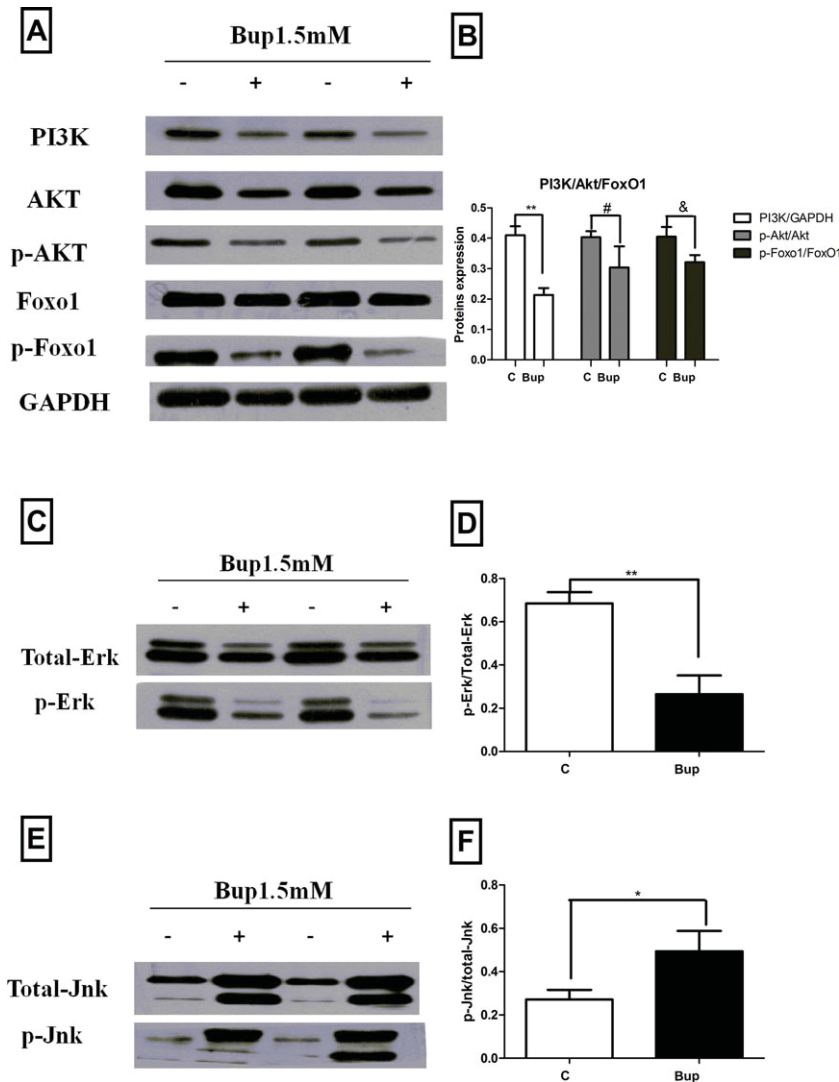 A
Bup1.5mM
- + - +
PI3K
AKT
p-AKT
Foxo1
p-Foxo1
GAPDH
B
PI3K/Akt/FoxO1
Proteins expression
0.5
0.4
0.3
0.2
0.1
0.0
** # &
C Bup C Bup C Bup
PI3K/GAPDH
p-Akt/Akt
p-Foxo1/FoxO1
C
Bup1.5mM
- + - +
Total-Erk
p-Erk
D
p-Erk/Total-Erk
0.8
0.6
0.4
0.2
0.0
**
C Bup
E
Bup1.5mM
- + - +
Total-Jnk
p-Jnk
F
p-Jnk/total-Jnk
0.8
0.6
0.4
0.2
0.0
*
C Bup